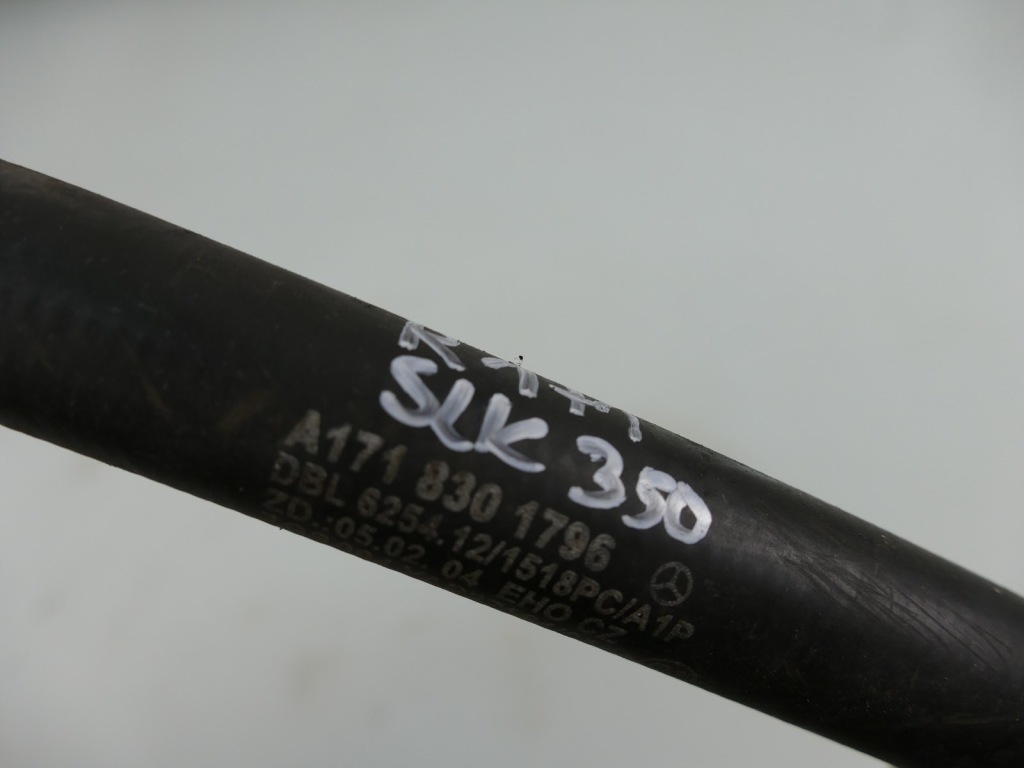 SLK 350
A171 830 1796
DBL 6254.12/1518PC/A1P
ZD.:05.02.04 EHO CZ